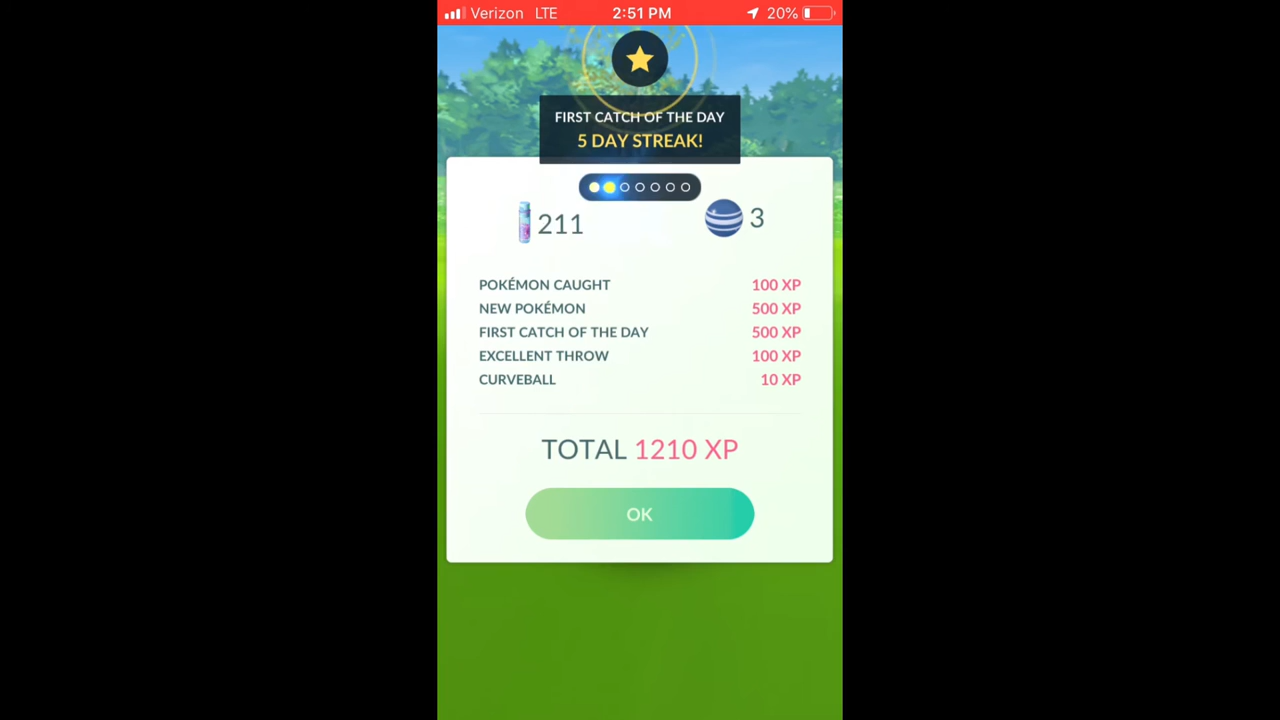 Verizon LTE 2:51 PM 20%
FIRST CATCH OF THE DAY
5 DAY STREAK!
211 3
POKÉMON CAUGHT 100 XP
NEW POKÉMON 500 XP
FIRST CATCH OF THE DAY 500 XP
EXCELLENT THROW 100 XP
CURVEBALL 10 XP
TOTAL 1210 XP
OK